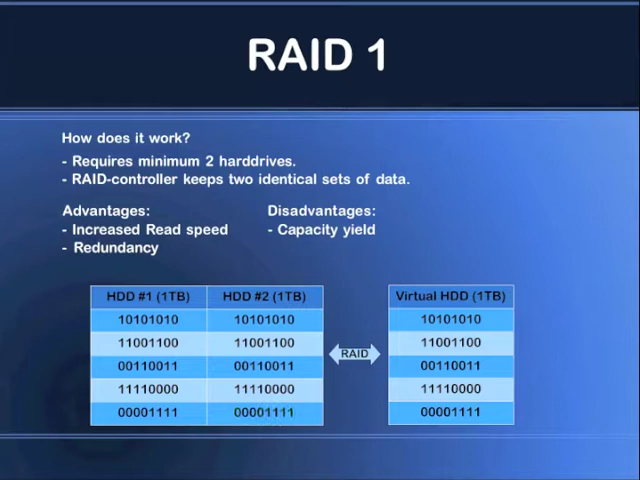 RAID 1
How does it work?
- Requires minimum 2 harddrives.
- RAID-controller keeps two identical sets of data.
Advantages: Disadvantages:
- Increased Read speed - Capacity yield
- Redundancy
HDD #1 (1TB) HDD #2 (1TB) Virtual HDD (1TB)
10101010 10101010 10101010
11001100 11001100 11001100
RAID
00110011 00110011 00110011
11110000 11110000 11110000
00001111 00001111 00001111